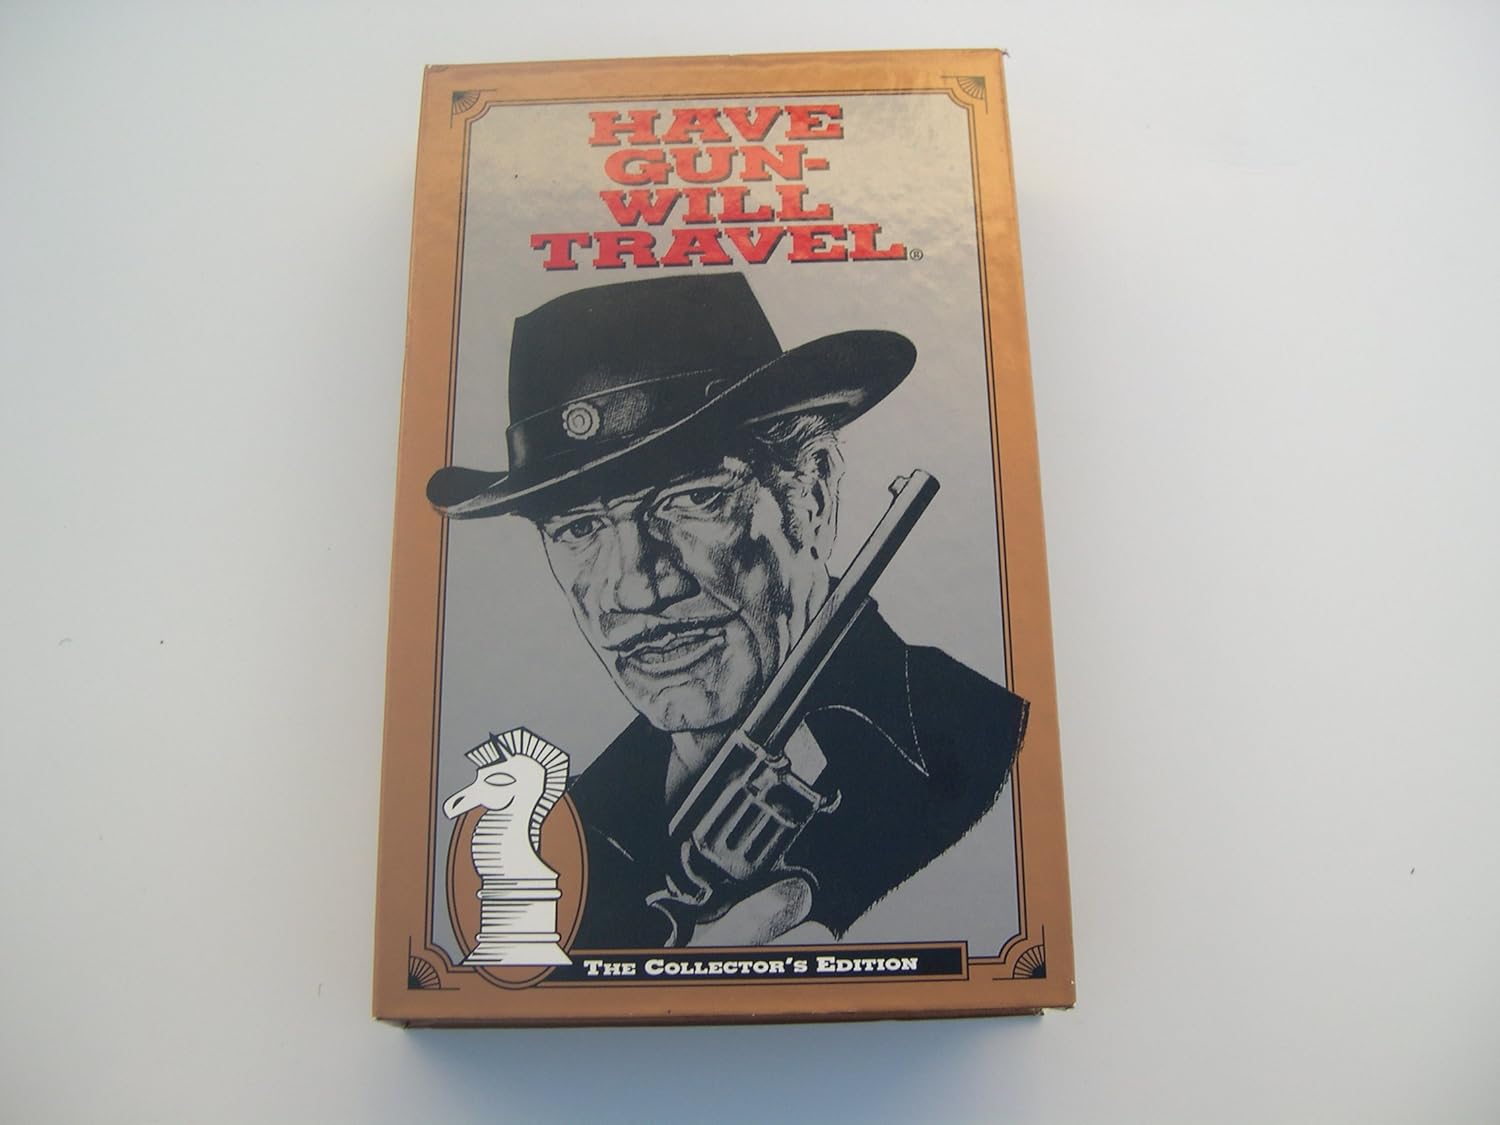 HAVE
GUN-
WILL
TRAVEL®
THE COLLECTOR'S EDITION